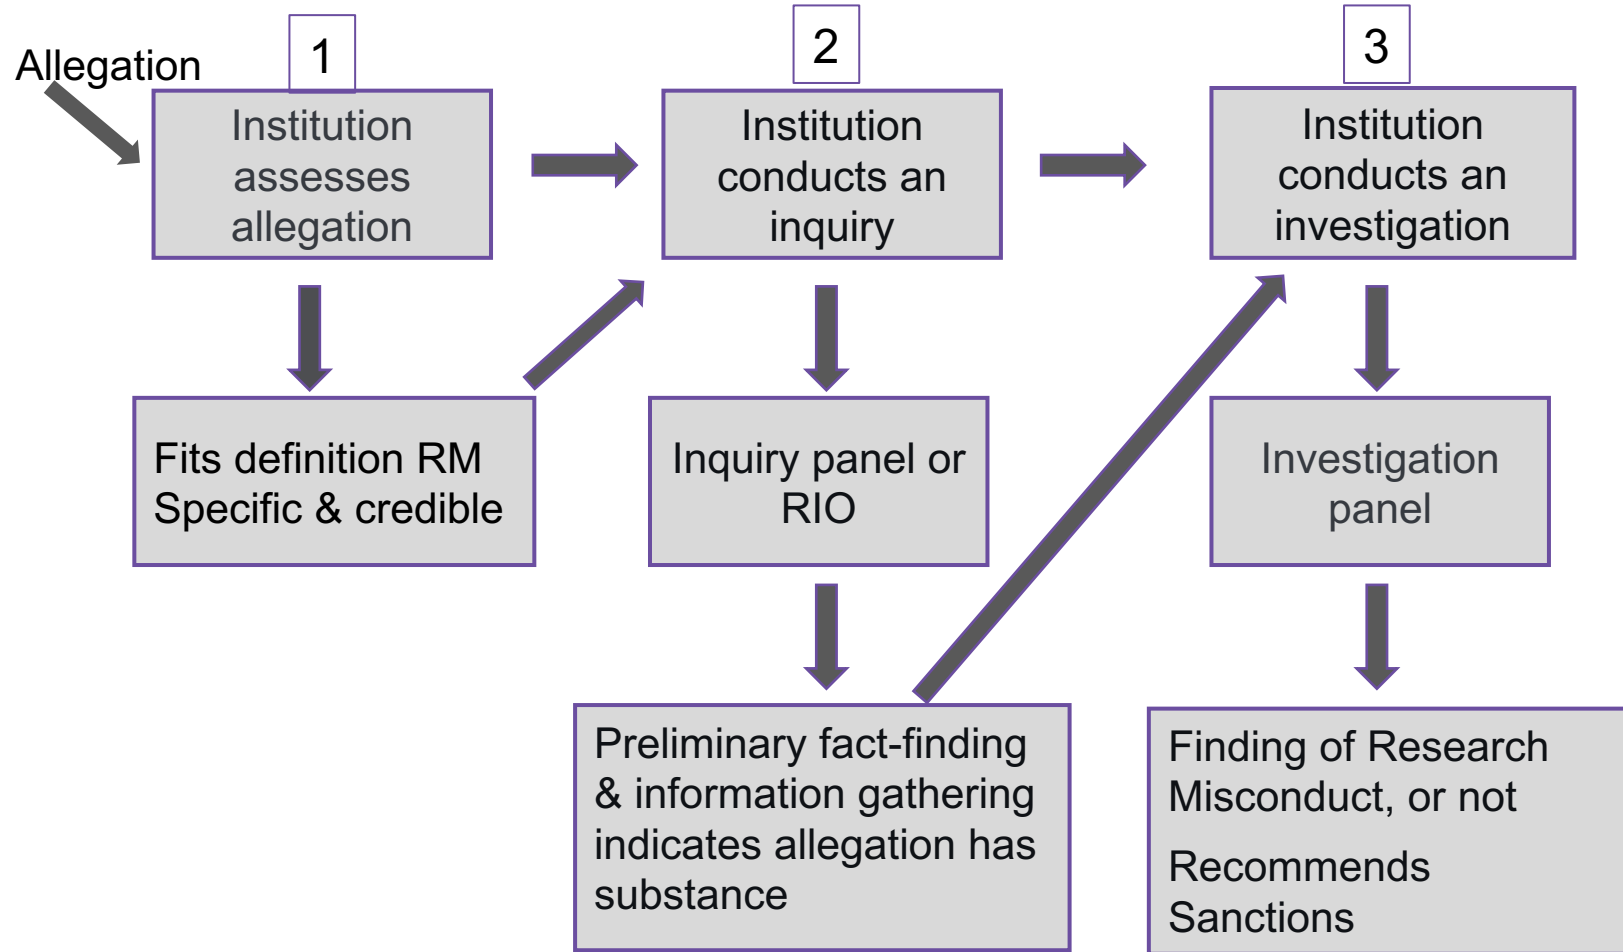 Allegation
1
Institution
assesses
allegation
Fits definition RM
Specific & credible
2
Institution
conducts an
inquiry
Inquiry panel or
RIO
Preliminary fact-finding
& information gathering
indicates allegation has
substance
3
Institution
conducts an
investigation
Investigation
panel
Finding of Research
Misconduct, or not
Recommends
Sanctions